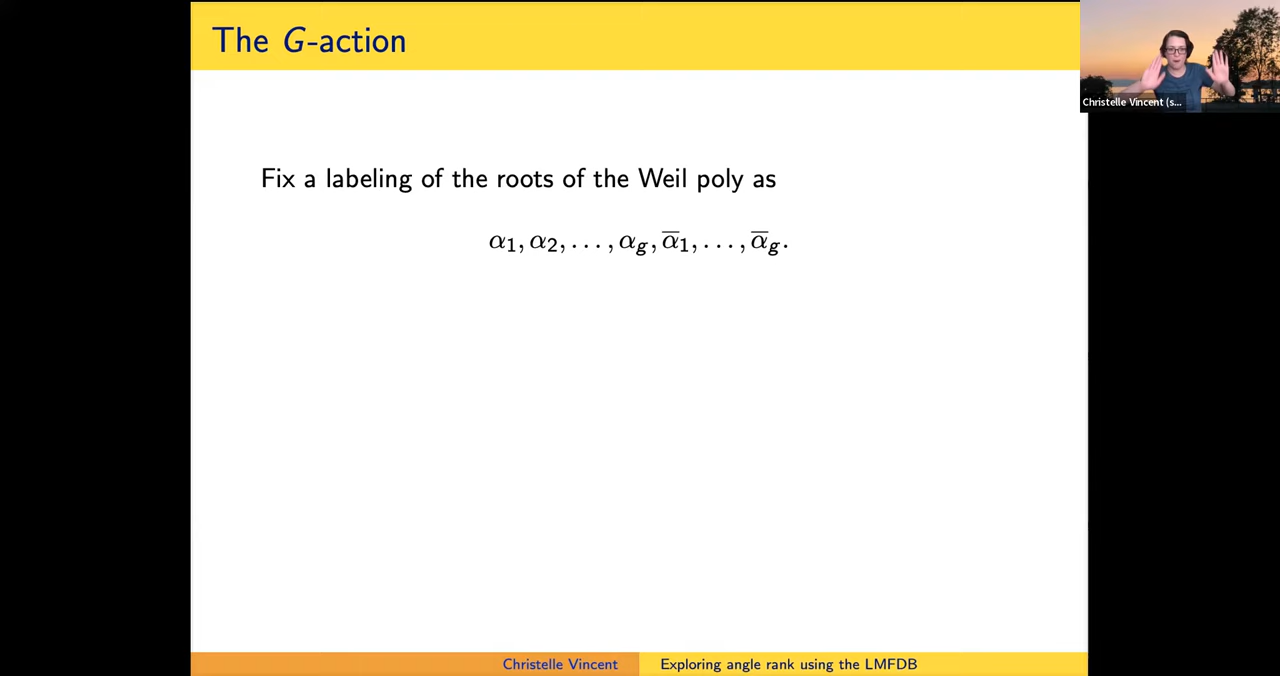 The G-action
Christelle Vincent (s...
Fix a labeling of the roots of the Weil poly as
α₁, α₂, . . . , α_g, ᾱ₁, . . . , ᾱ_g.
Christelle Vincent
Exploring angle rank using the LMFDB